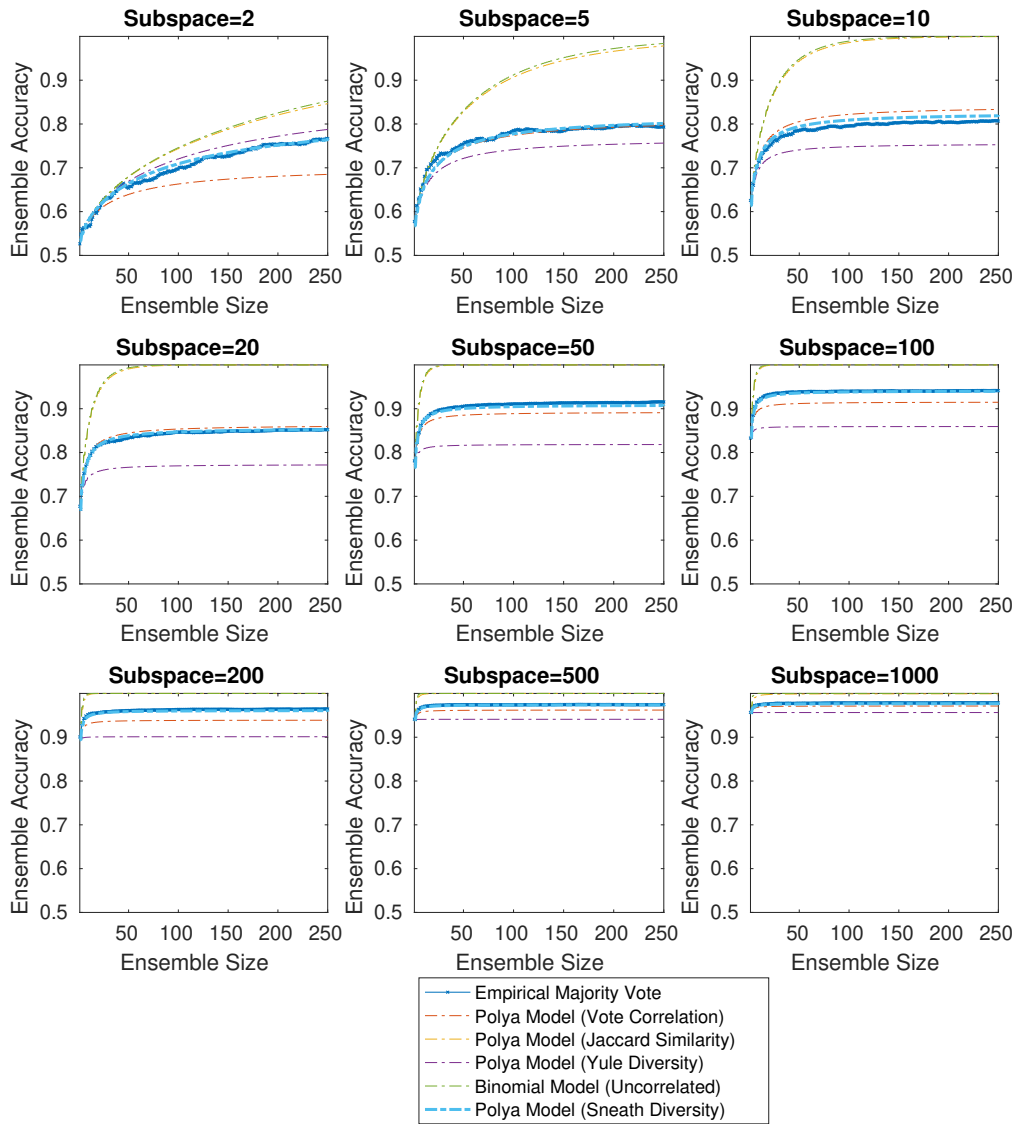 Subspace=2
Subspace=5
Subspace=10
Ensemble Accuracy
0.9
0.8
0.7
0.6
0.5
50 100 150 200 250
Ensemble Size
Ensemble Accuracy
0.9
0.8
0.7
0.6
0.5
50 100 150 200 250
Ensemble Size
Ensemble Accuracy
0.9
0.8
0.7
0.6
0.5
50 100 150 200 250
Ensemble Size
Subspace=20
Subspace=50
Subspace=100
Ensemble Accuracy
0.9
0.8
0.7
0.6
0.5
50 100 150 200 250
Ensemble Size
Ensemble Accuracy
0.9
0.8
0.7
0.6
0.5
50 100 150 200 250
Ensemble Size
Ensemble Accuracy
0.9
0.8
0.7
0.6
0.5
50 100 150 200 250
Ensemble Size
Subspace=200
Subspace=500
Subspace=1000
Ensemble Accuracy
0.9
0.8
0.7
0.6
0.5
50 100 150 200 250
Ensemble Size
Ensemble Accuracy
0.9
0.8
0.7
0.6
0.5
50 100 150 200 250
Ensemble Size
Ensemble Accuracy
0.9
0.8
0.7
0.6
0.5
50 100 150 200 250
Ensemble Size
Empirical Majority Vote
Polya Model (Vote Correlation)
Polya Model (Jaccard Similarity)
Polya Model (Yule Diversity)
Binomial Model (Uncorrelated)
Polya Model (Sneath Diversity)